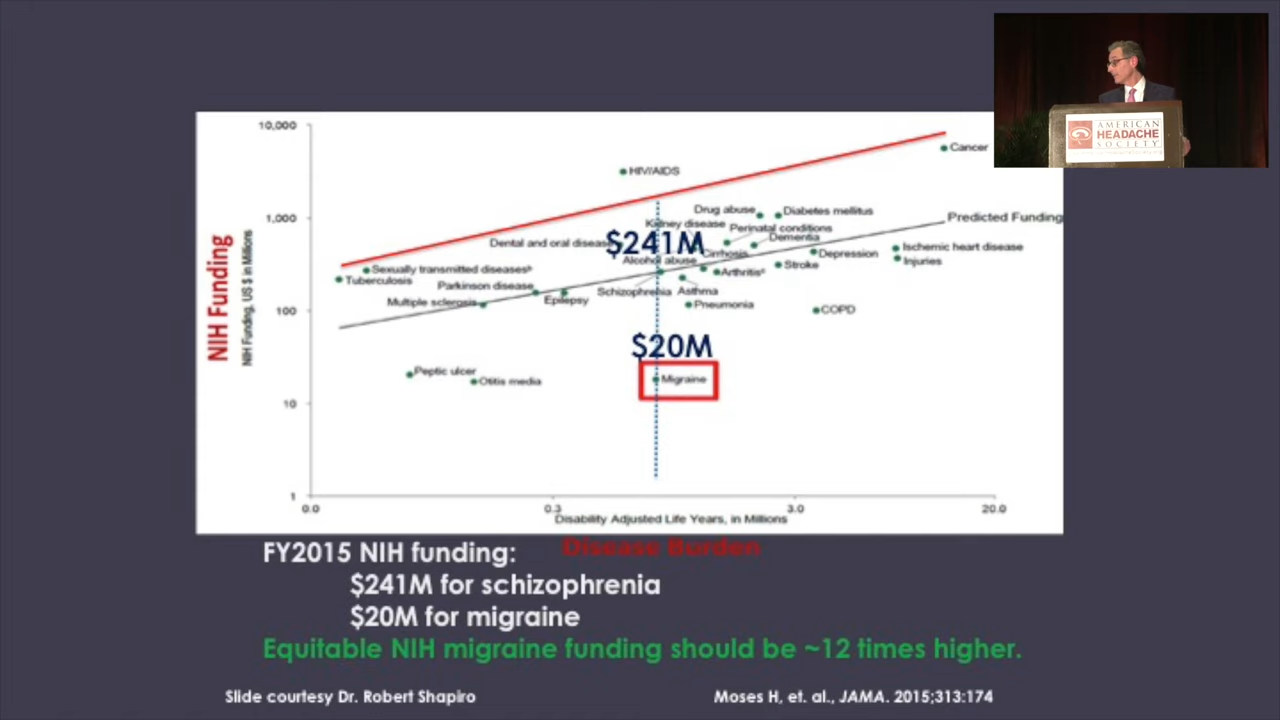 AMERICAN
HEADACHE
SOCIETY
NIH Funding
NIH Funding, US $ in Millions
10,000
1,000
100
10
1
HIV/AIDS
Cancer
Drug abuse
Diabetes mellitus
Predicted Funding
Kidney disease
Perinatal conditions
Dental and oral disease
$241M
Dementia
Ischemic heart disease
Cirrhosis
Depression
Alcohol abuse
Injuries
Sexually transmitted diseasesᵇ
Arthritisᶜ
Stroke
Tuberculosis
Parkinson disease
Schizophrenia
Asthma
Multiple sclerosis
Epilepsy
Pneumonia
COPD
$20M
Peptic ulcer
Otitis media
Migraine
0.0
0.3
3.0
20.0
Disability Adjusted Life Years, in Millions
Disease Burden
FY2015 NIH funding:
$241M for schizophrenia
$20M for migraine
Equitable NIH migraine funding should be ~12 times higher.
Slide courtesy Dr. Robert Shapiro
Moses H, et. al., JAMA. 2015;313:174